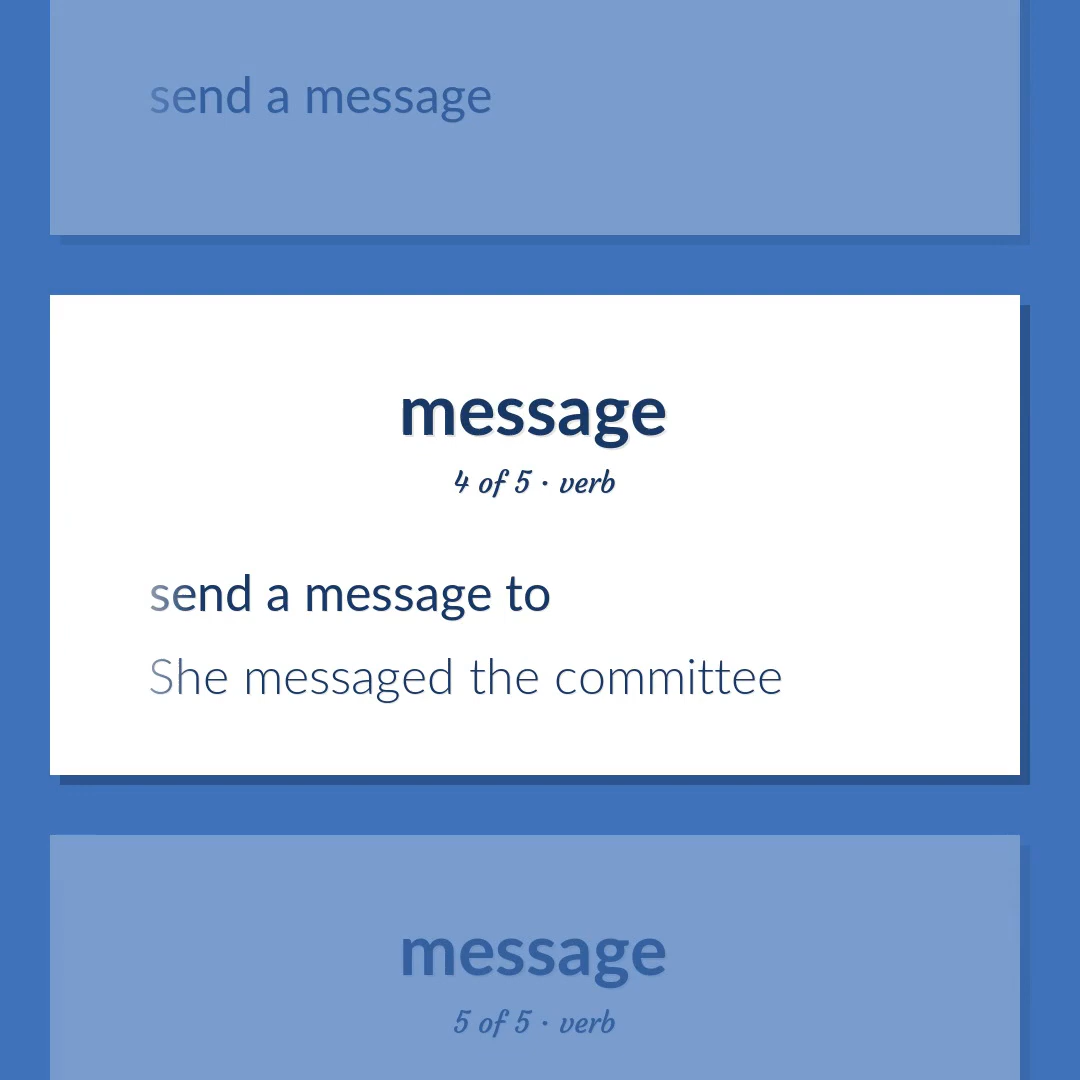 send a message
message
4 of 5 · verb
send a message to
She messaged the committee
message
5 of 5 · verb